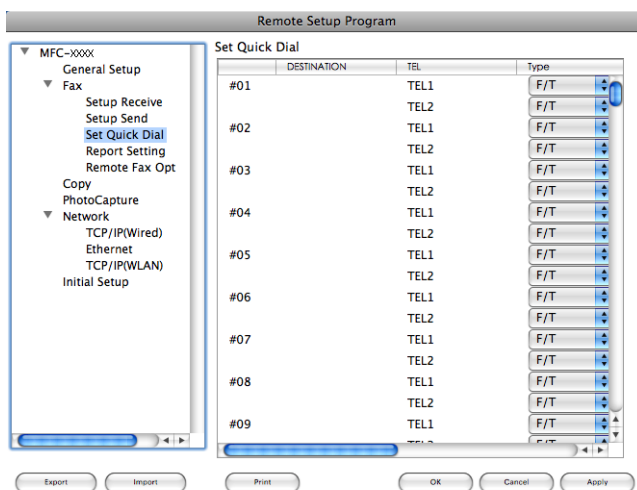 Remote Setup Program
MFC-XXXX
General Setup
Fax
Setup Receive
Setup Send
Set Quick Dial
Report Setting
Remote Fax Opt
Copy
PhotoCapture
Network
TCP/IP(Wired)
Ethernet
TCP/IP(WLAN)
Initial Setup
Set Quick Dial
DESTINATION TEL Type
#01 TEL1 F/T
TEL2 F/T
#02 TEL1 F/T
TEL2 F/T
#03 TEL1 F/T
TEL2 F/T
#04 TEL1 F/T
TEL2 F/T
#05 TEL1 F/T
TEL2 F/T
#06 TEL1 F/T
TEL2 F/T
#07 TEL1 F/T
TEL2 F/T
#08 TEL1 F/T
TEL2 F/T
#09 TEL1 F/T
TEL2 F/T
Export Import Print OK Cancel Apply